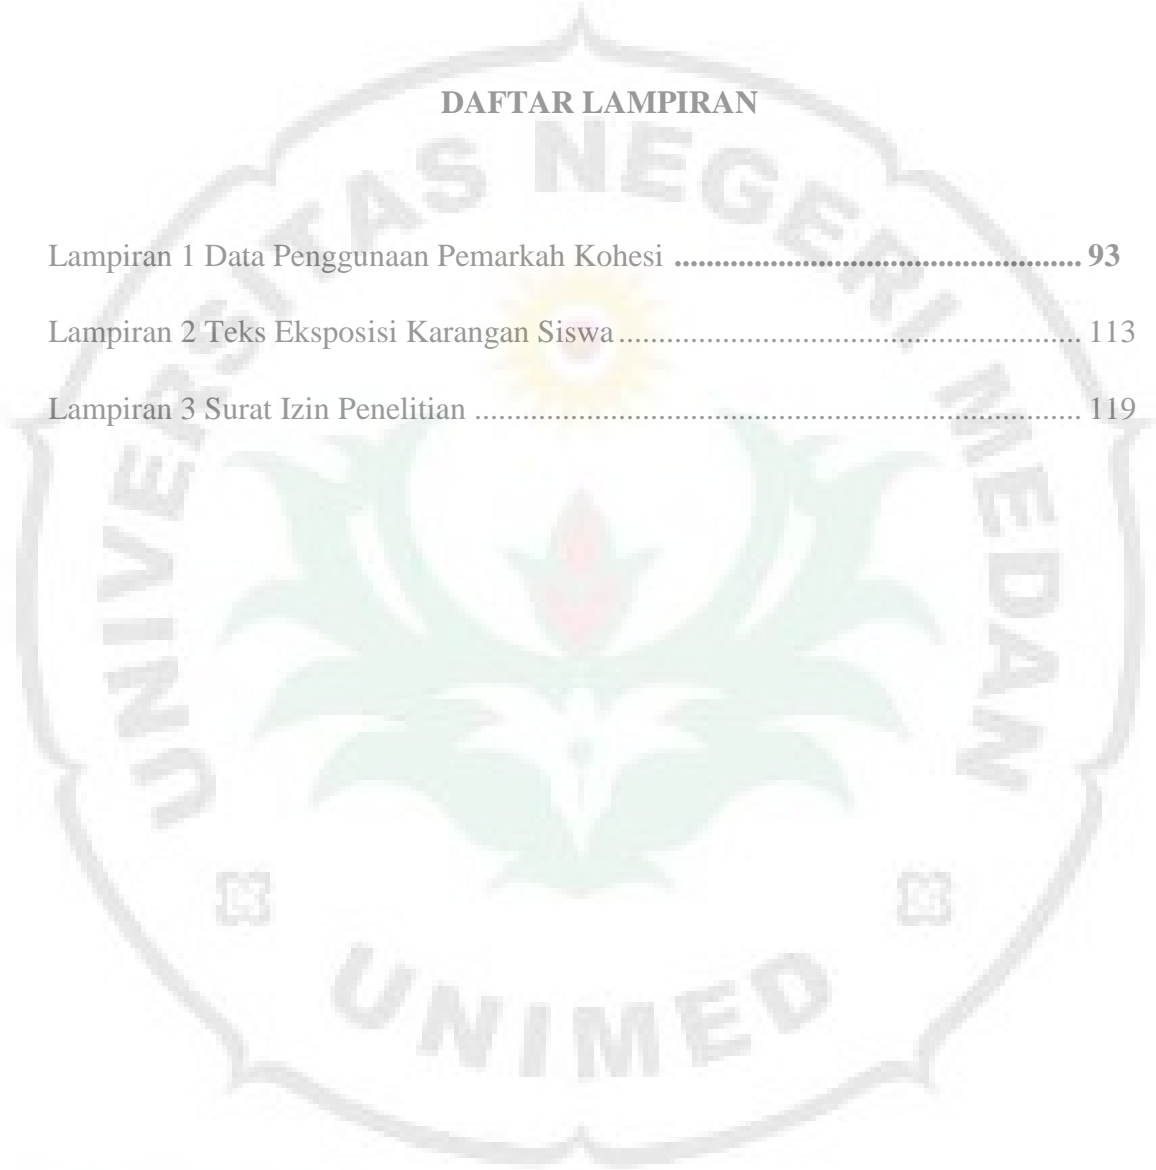 DAFTAR LAMPIRAN
Lampiran 1 Data Penggunaan Pemarkah Kohesi .................................................. 93
Lampiran 2 Teks Eksposisi Karangan Siswa ......................................................... 113
Lampiran 3 Surat Izin Penelitian ........................................................................... 119
UNIVERSITAS NEGERI MEDAN
UNIMED